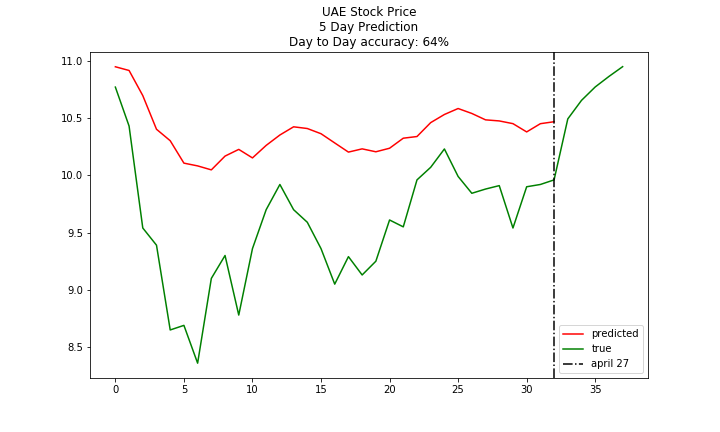 UAE Stock Price
5 Day Prediction
Day to Day accuracy: 64%
11.0
10.5
10.0
9.5
9.0
8.5
0 5 10 15 20 25 30 35
predicted
true
april 27